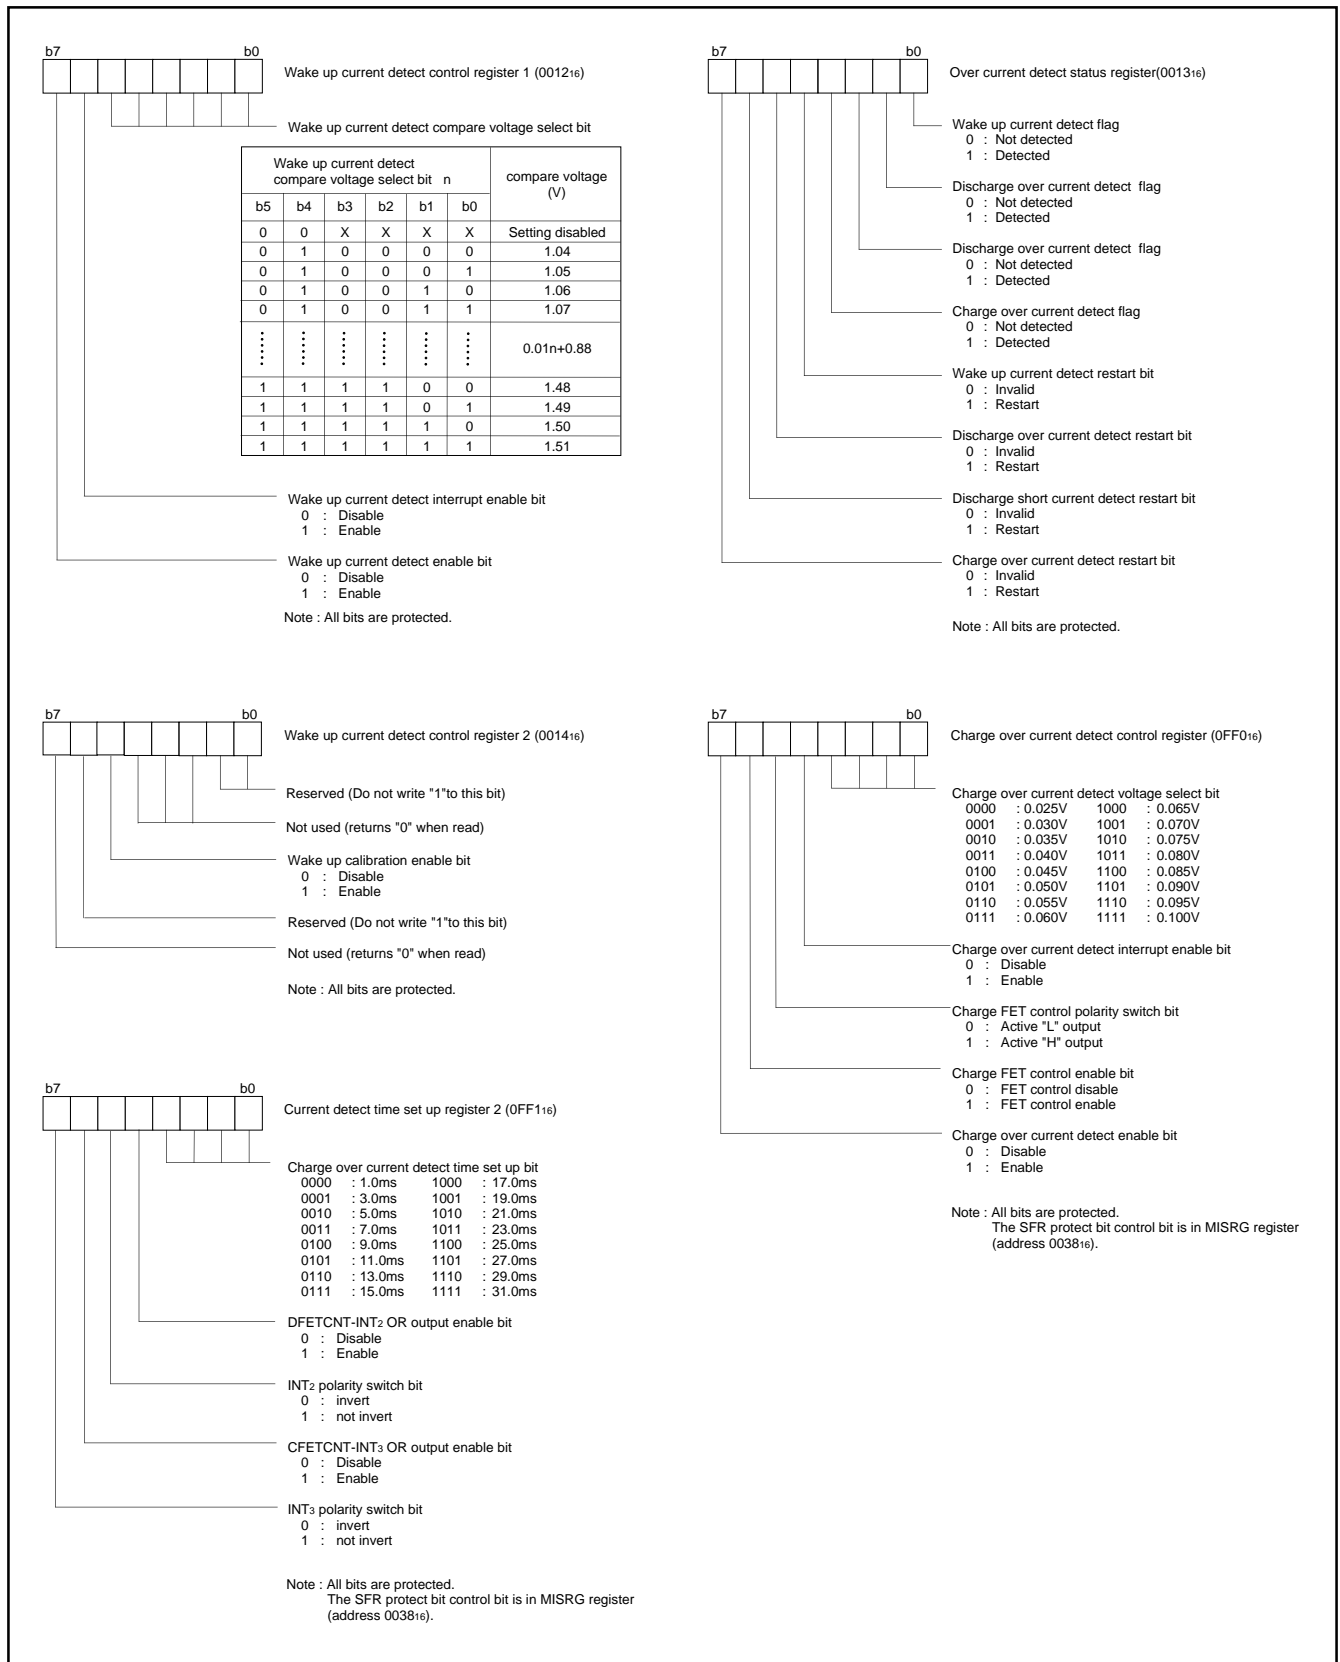 b7 b0
Wake up current detect control register 1 (001216)
Wake up current detect compare voltage select bit
Wake up current detect
compare voltage select bit n
compare voltage
(V)
b5 b4 b3 b2 b1 b0
0 0 X X X X Setting disabled
0 1 0 0 0 0 1.04
0 1 0 0 0 1 1.05
0 1 0 0 1 0 1.06
0 1 0 0 1 1 1.07
0.01n+0.88
1 1 1 1 0 0 1.48
1 1 1 1 0 1 1.49
1 1 1 1 1 0 1.50
1 1 1 1 1 1 1.51
Wake up current detect interrupt enable bit
0 : Disable
1 : Enable
Wake up current detect enable bit
0 : Disable
1 : Enable
Note : All bits are protected.
b7 b0
Over current detect status register(001316)
Wake up current detect flag
0 : Not detected
1 : Detected
Discharge over current detect flag
0 : Not detected
1 : Detected
Discharge over current detect flag
0 : Not detected
1 : Detected
Charge over current detect flag
0 : Not detected
1 : Detected
Wake up current detect restart bit
0 : Invalid
1 : Restart
Discharge over current detect restart bit
0 : Invalid
1 : Restart
Discharge short current detect restart bit
0 : Invalid
1 : Restart
Charge over current detect restart bit
0 : Invalid
1 : Restart
Note : All bits are protected.
b7 b0
Wake up current detect control register 2 (001416)
Reserved (Do not write "1"to this bit)
Not used (returns "0" when read)
Wake up calibration enable bit
0 : Disable
1 : Enable
Reserved (Do not write "1"to this bit)
Not used (returns "0" when read)
Note : All bits are protected.
b7 b0
Charge over current detect control register (0FF016)
Charge over current detect voltage select bit
0000 : 0.025V 1000 : 0.065V
0001 : 0.030V 1001 : 0.070V
0010 : 0.035V 1010 : 0.075V
0011 : 0.040V 1011 : 0.080V
0100 : 0.045V 1100 : 0.085V
0101 : 0.050V 1101 : 0.090V
0110 : 0.055V 1110 : 0.095V
0111 : 0.060V 1111 : 0.100V
Charge over current detect interrupt enable bit
0 : Disable
1 : Enable
Charge FET control polarity switch bit
0 : Active "L" output
1 : Active "H" output
Charge FET control enable bit
0 : FET control disable
1 : FET control enable
Charge over current detect enable bit
0 : Disable
1 : Enable
Note : All bits are protected.
The SFR protect bit control bit is in MISRG register
(address 003816).
b7 b0
Current detect time set up register 2 (0FF116)
Charge over current detect time set up bit
0000 : 1.0ms 1000 : 17.0ms
0001 : 3.0ms 1001 : 19.0ms
0010 : 5.0ms 1010 : 21.0ms
0011 : 7.0ms 1011 : 23.0ms
0100 : 9.0ms 1100 : 25.0ms
0101 : 11.0ms 1101 : 27.0ms
0110 : 13.0ms 1110 : 29.0ms
0111 : 15.0ms 1111 : 31.0ms
DFETCNT-INT2 OR output enable bit
0 : Disable
1 : Enable
INT2 polarity switch bit
0 : invert
1 : not invert
CFETCNT-INT3 OR output enable bit
0 : Disable
1 : Enable
INT3 polarity switch bit
0 : invert
1 : not invert
Note : All bits are protected.
The SFR protect bit control bit is in MISRG register
(address 003816).